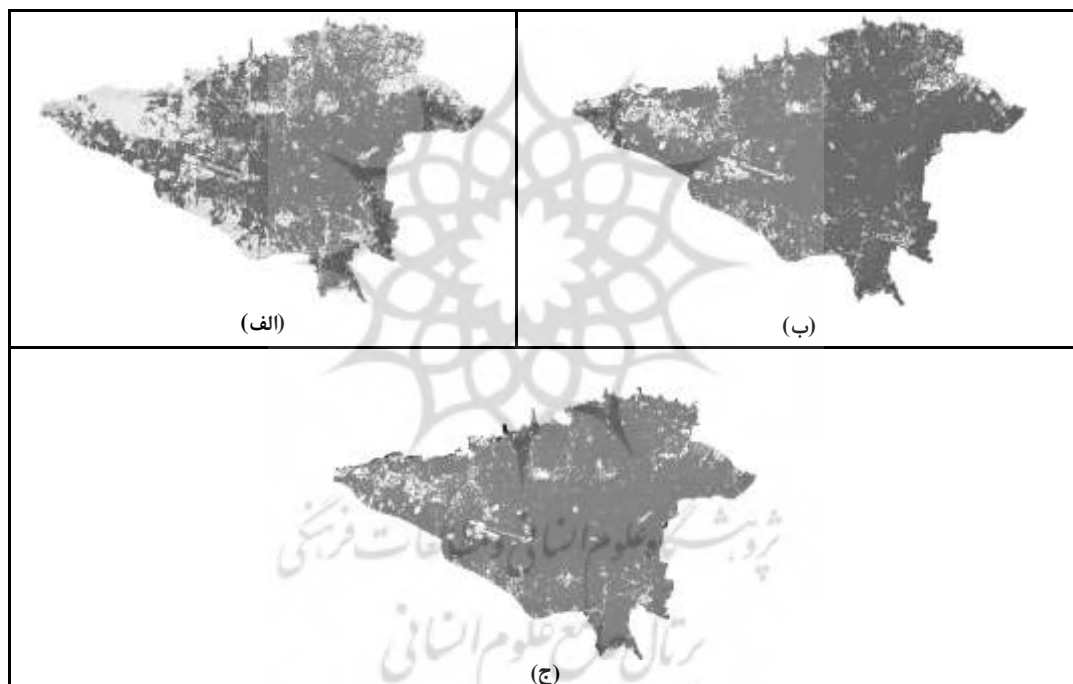 (الف)
(ب)
پژوهشگاه علوم انسانی و مطالعات فرهنگی
پرتال جامع علوم انسانی
(ج)